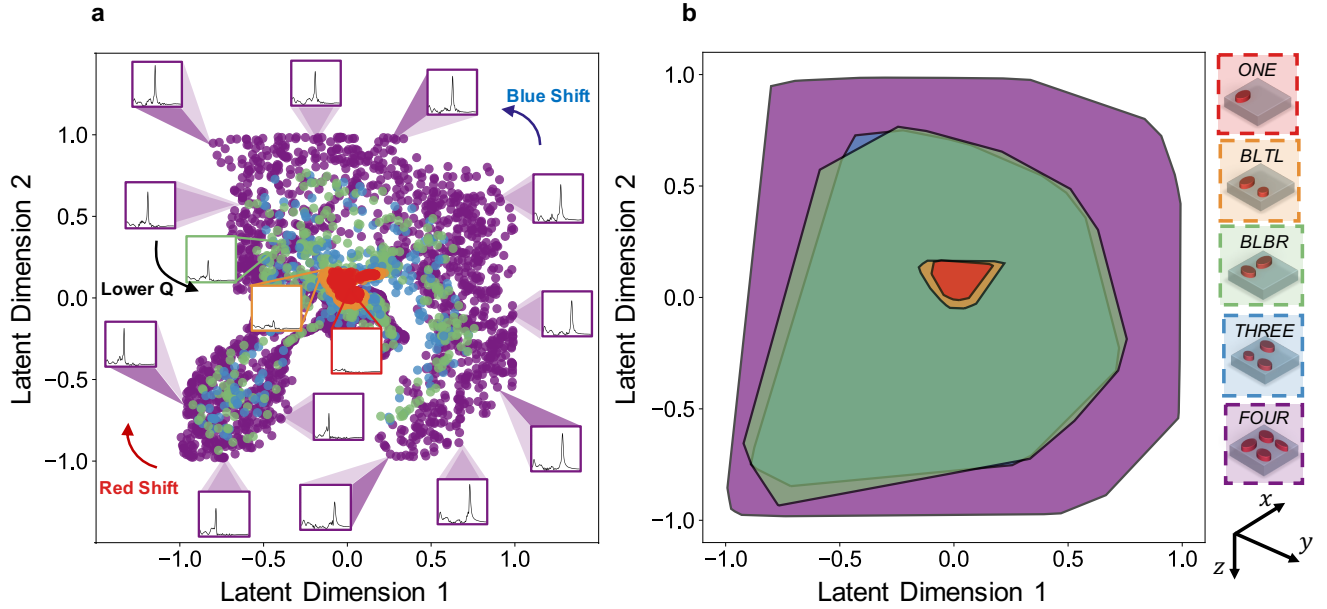 a
Blue Shift
Lower Q
Red Shift
1.0
0.5
0.0
−0.5
−1.0
Latent Dimension 2
−1.0
−0.5
0.0
0.5
1.0
Latent Dimension 1
b
1.0
0.5
0.0
−0.5
−1.0
Latent Dimension 2
−1.0
−0.5
0.0
0.5
1.0
Latent Dimension 1
ONE
BLTL
BLBR
THREE
FOUR
x
y
z